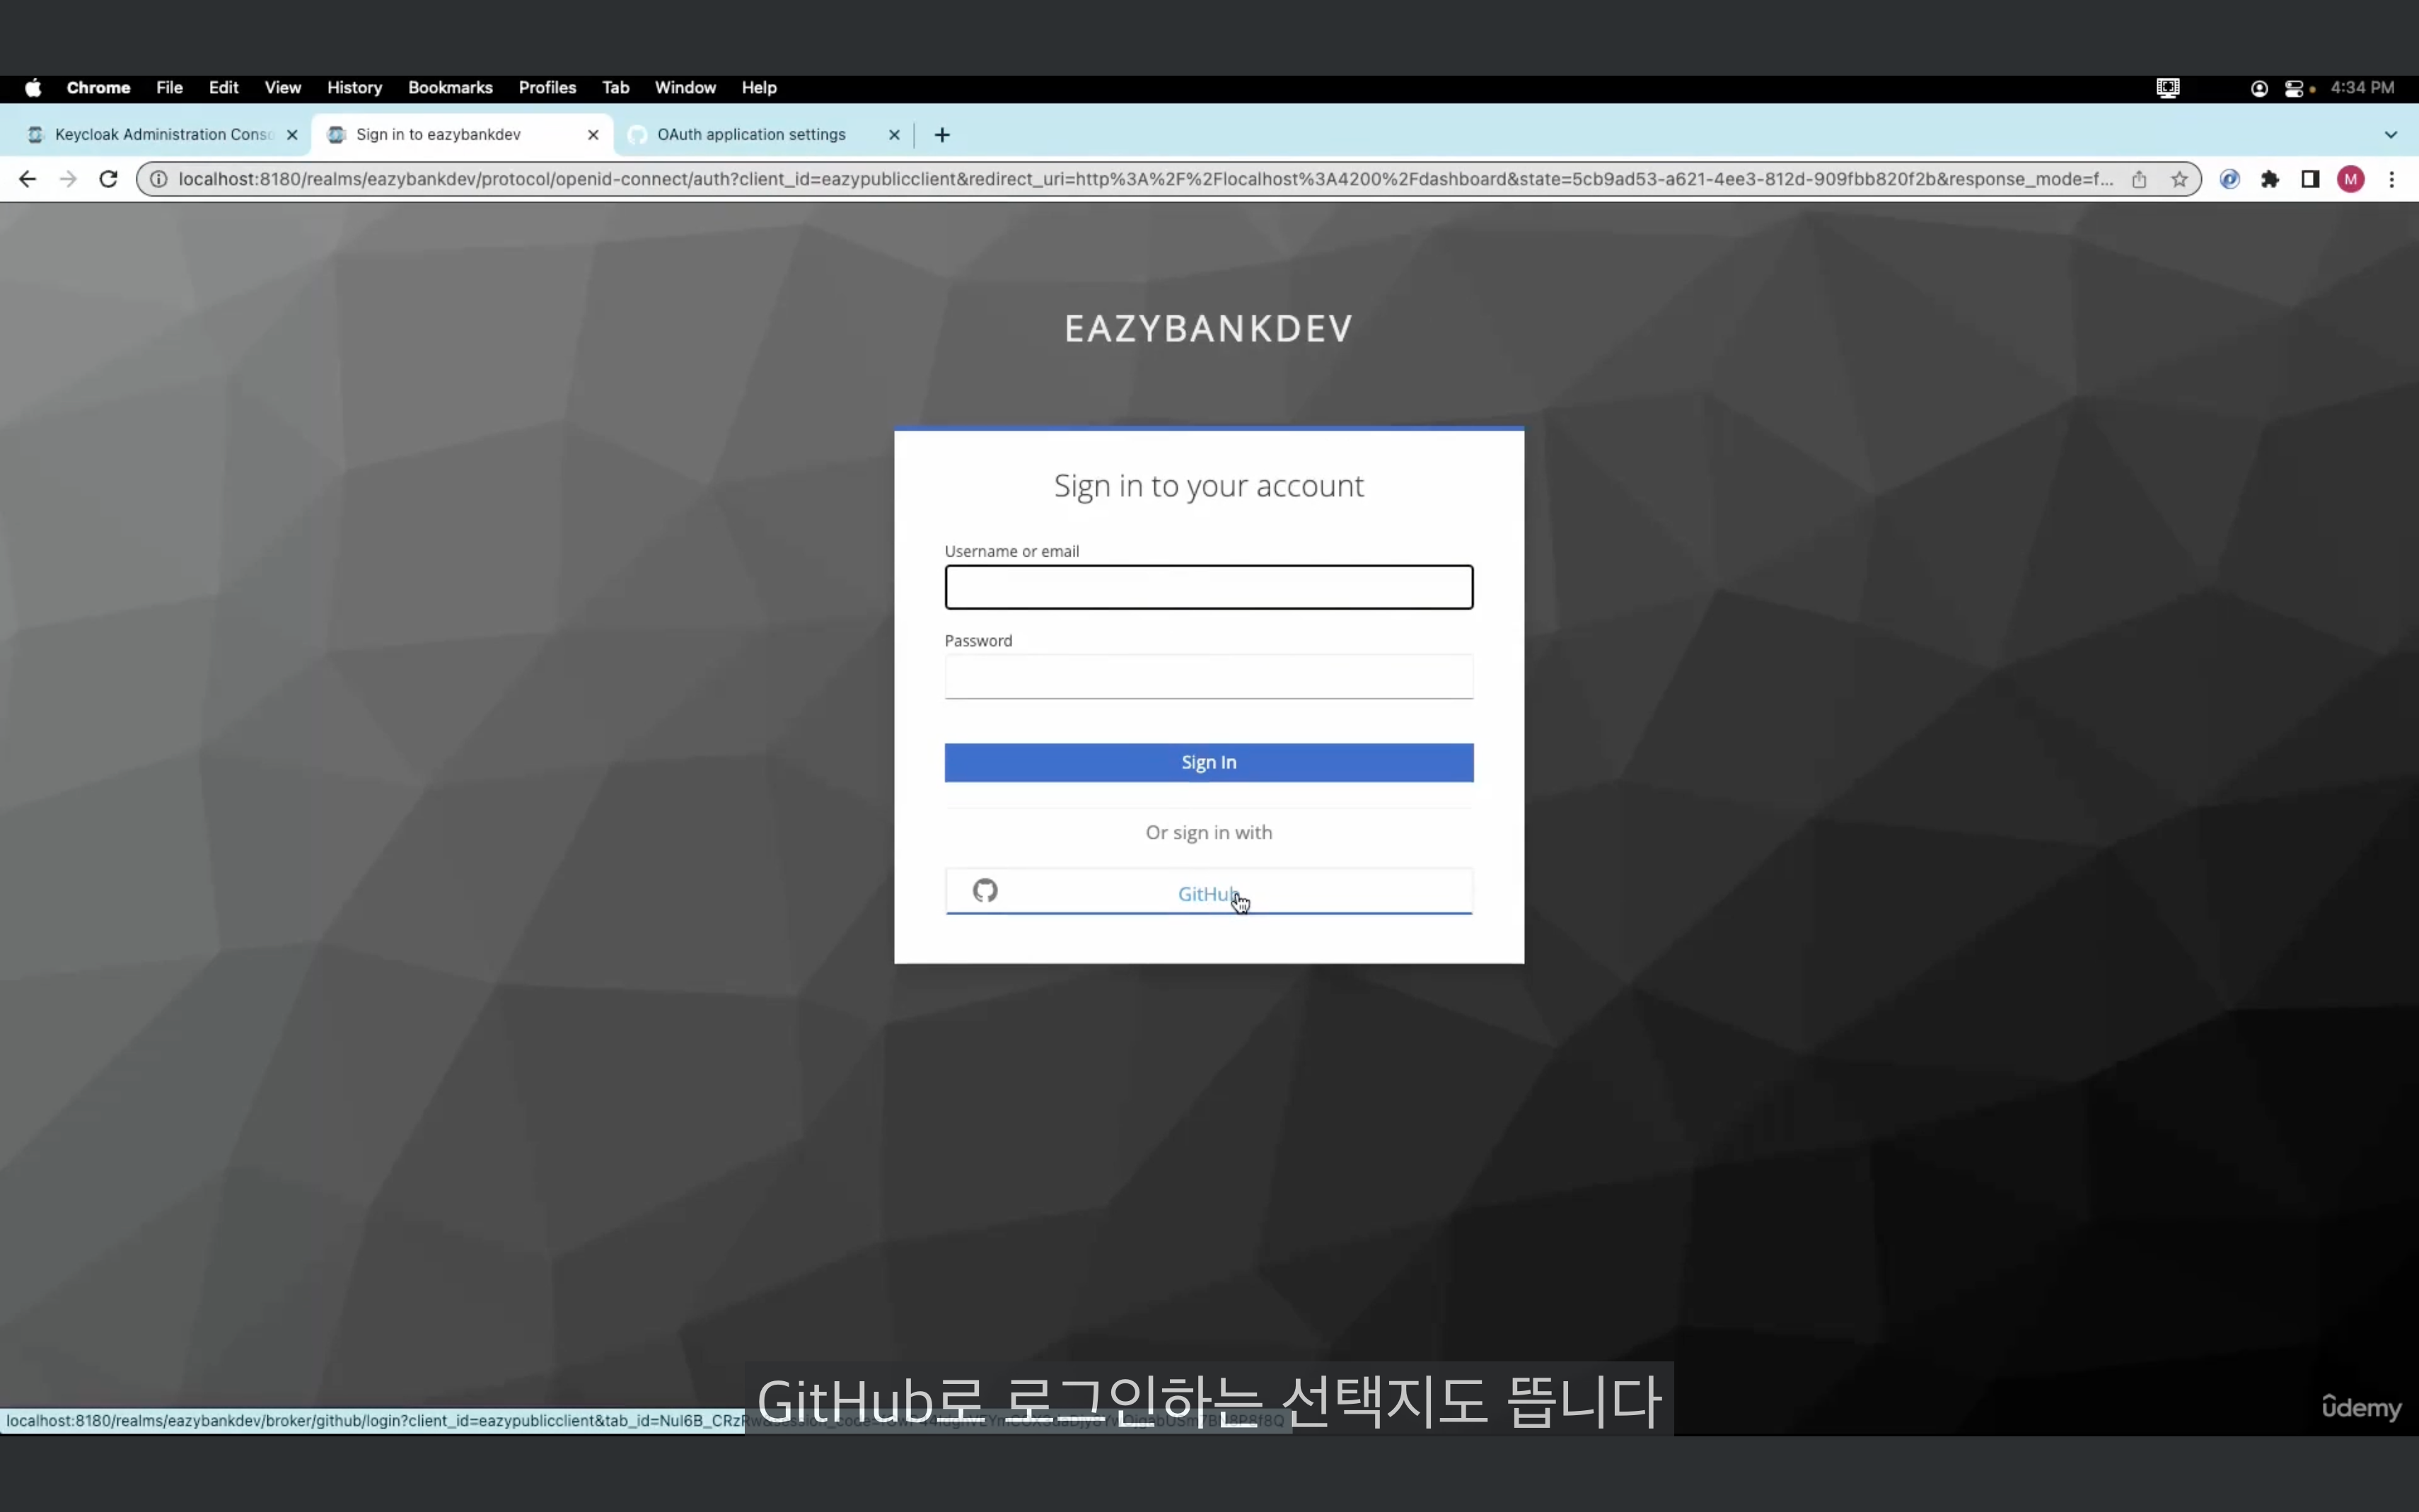 Chrome File Edit View History Bookmarks Profiles Tab Window Help 4:34 PM
Keycloak Administration Conso Sign in to eazybankdev OAuth application settings
localhost:8180/realms/eazybankdev/protocol/openid-connect/auth?client_id=eazypublicclient&redirect_uri=http%3A%2F%2Flocalhost%3A4200%2Fdashboard&state=5cb9ad53-a621-4ee3-812d-909fbb820f2b&response_mode=f... M
EAZYBANKDEV
Sign in to your account
Username or email
Password
Sign In
Or sign in with
GitHub
GitHub로 로그인하는 선택지도 뜹니다
localhost:8180/realms/eazybankdev/broker/github/login?client_id=eazypublicclient&tab_id=Nul6B_CRzR
ûdemy